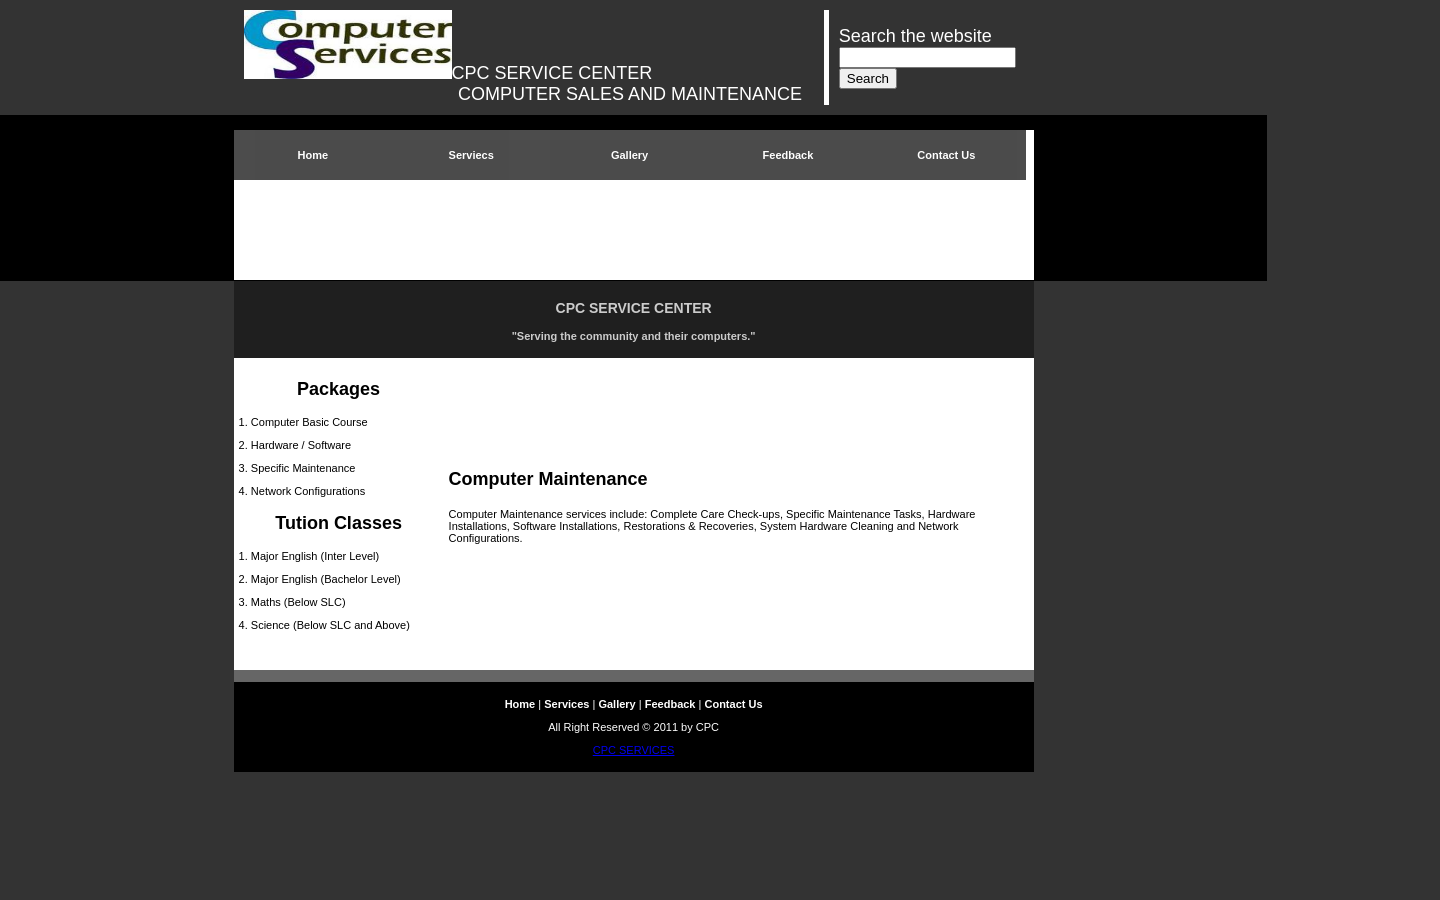 Computer
Services
CPC SERVICE CENTER
COMPUTER SALES AND MAINTENANCE
Search the website
Search
Home
Serviecs
Gallery
Feedback
Contact Us
CPC SERVICE CENTER
"Serving the community and their computers."
Packages
1. Computer Basic Course
2. Hardware / Software
3. Specific Maintenance
4. Network Configurations
Tution Classes
1. Major English (Inter Level)
2. Major English (Bachelor Level)
3. Maths (Below SLC)
4. Science (Below SLC and Above)
Computer Maintenance
Computer Maintenance services include: Complete Care Check-ups, Specific Maintenance Tasks, Hardware
Installations, Software Installations, Restorations & Recoveries, System Hardware Cleaning and Network
Configurations.
Home | Services | Gallery | Feedback | Contact Us
All Right Reserved © 2011 by CPC
CPC SERVICES